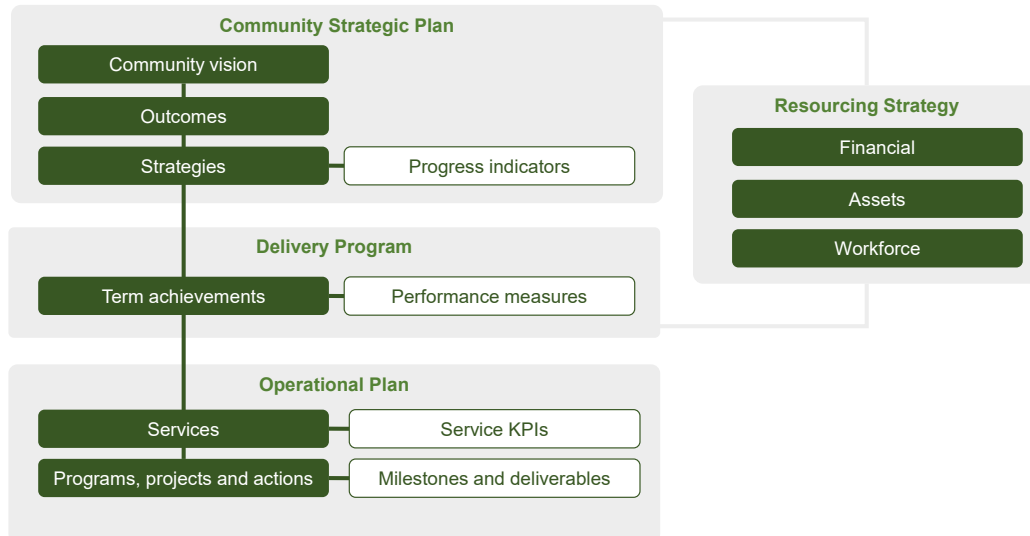 Community Strategic Plan
Community vision
Outcomes
Strategies
Progress indicators
Delivery Program
Term achievements
Performance measures
Operational Plan
Services
Service KPIs
Programs, projects and actions
Milestones and deliverables
Resourcing Strategy
Financial
Assets
Workforce